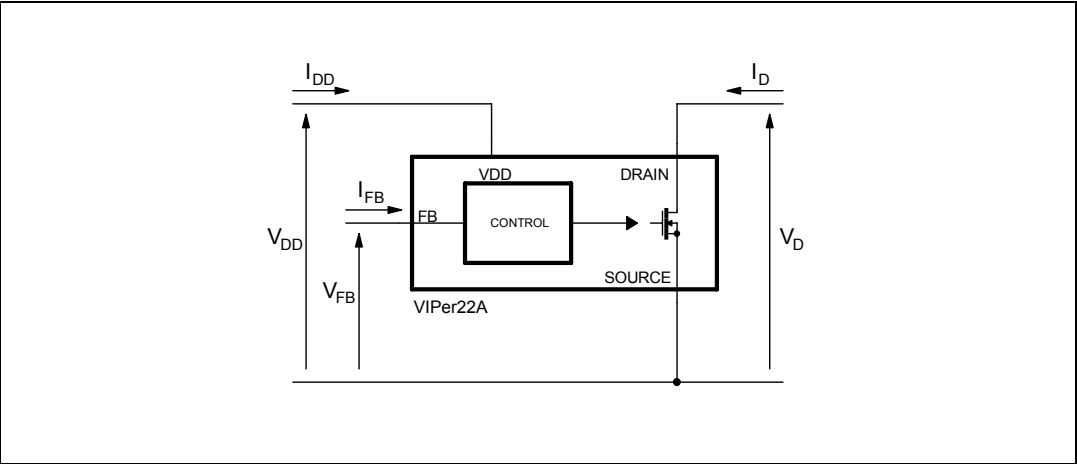 IDD
ID
VDD
DRAIN
IFB
FB
CONTROL
VDD
VD
SOURCE
VFB
VIPer22A